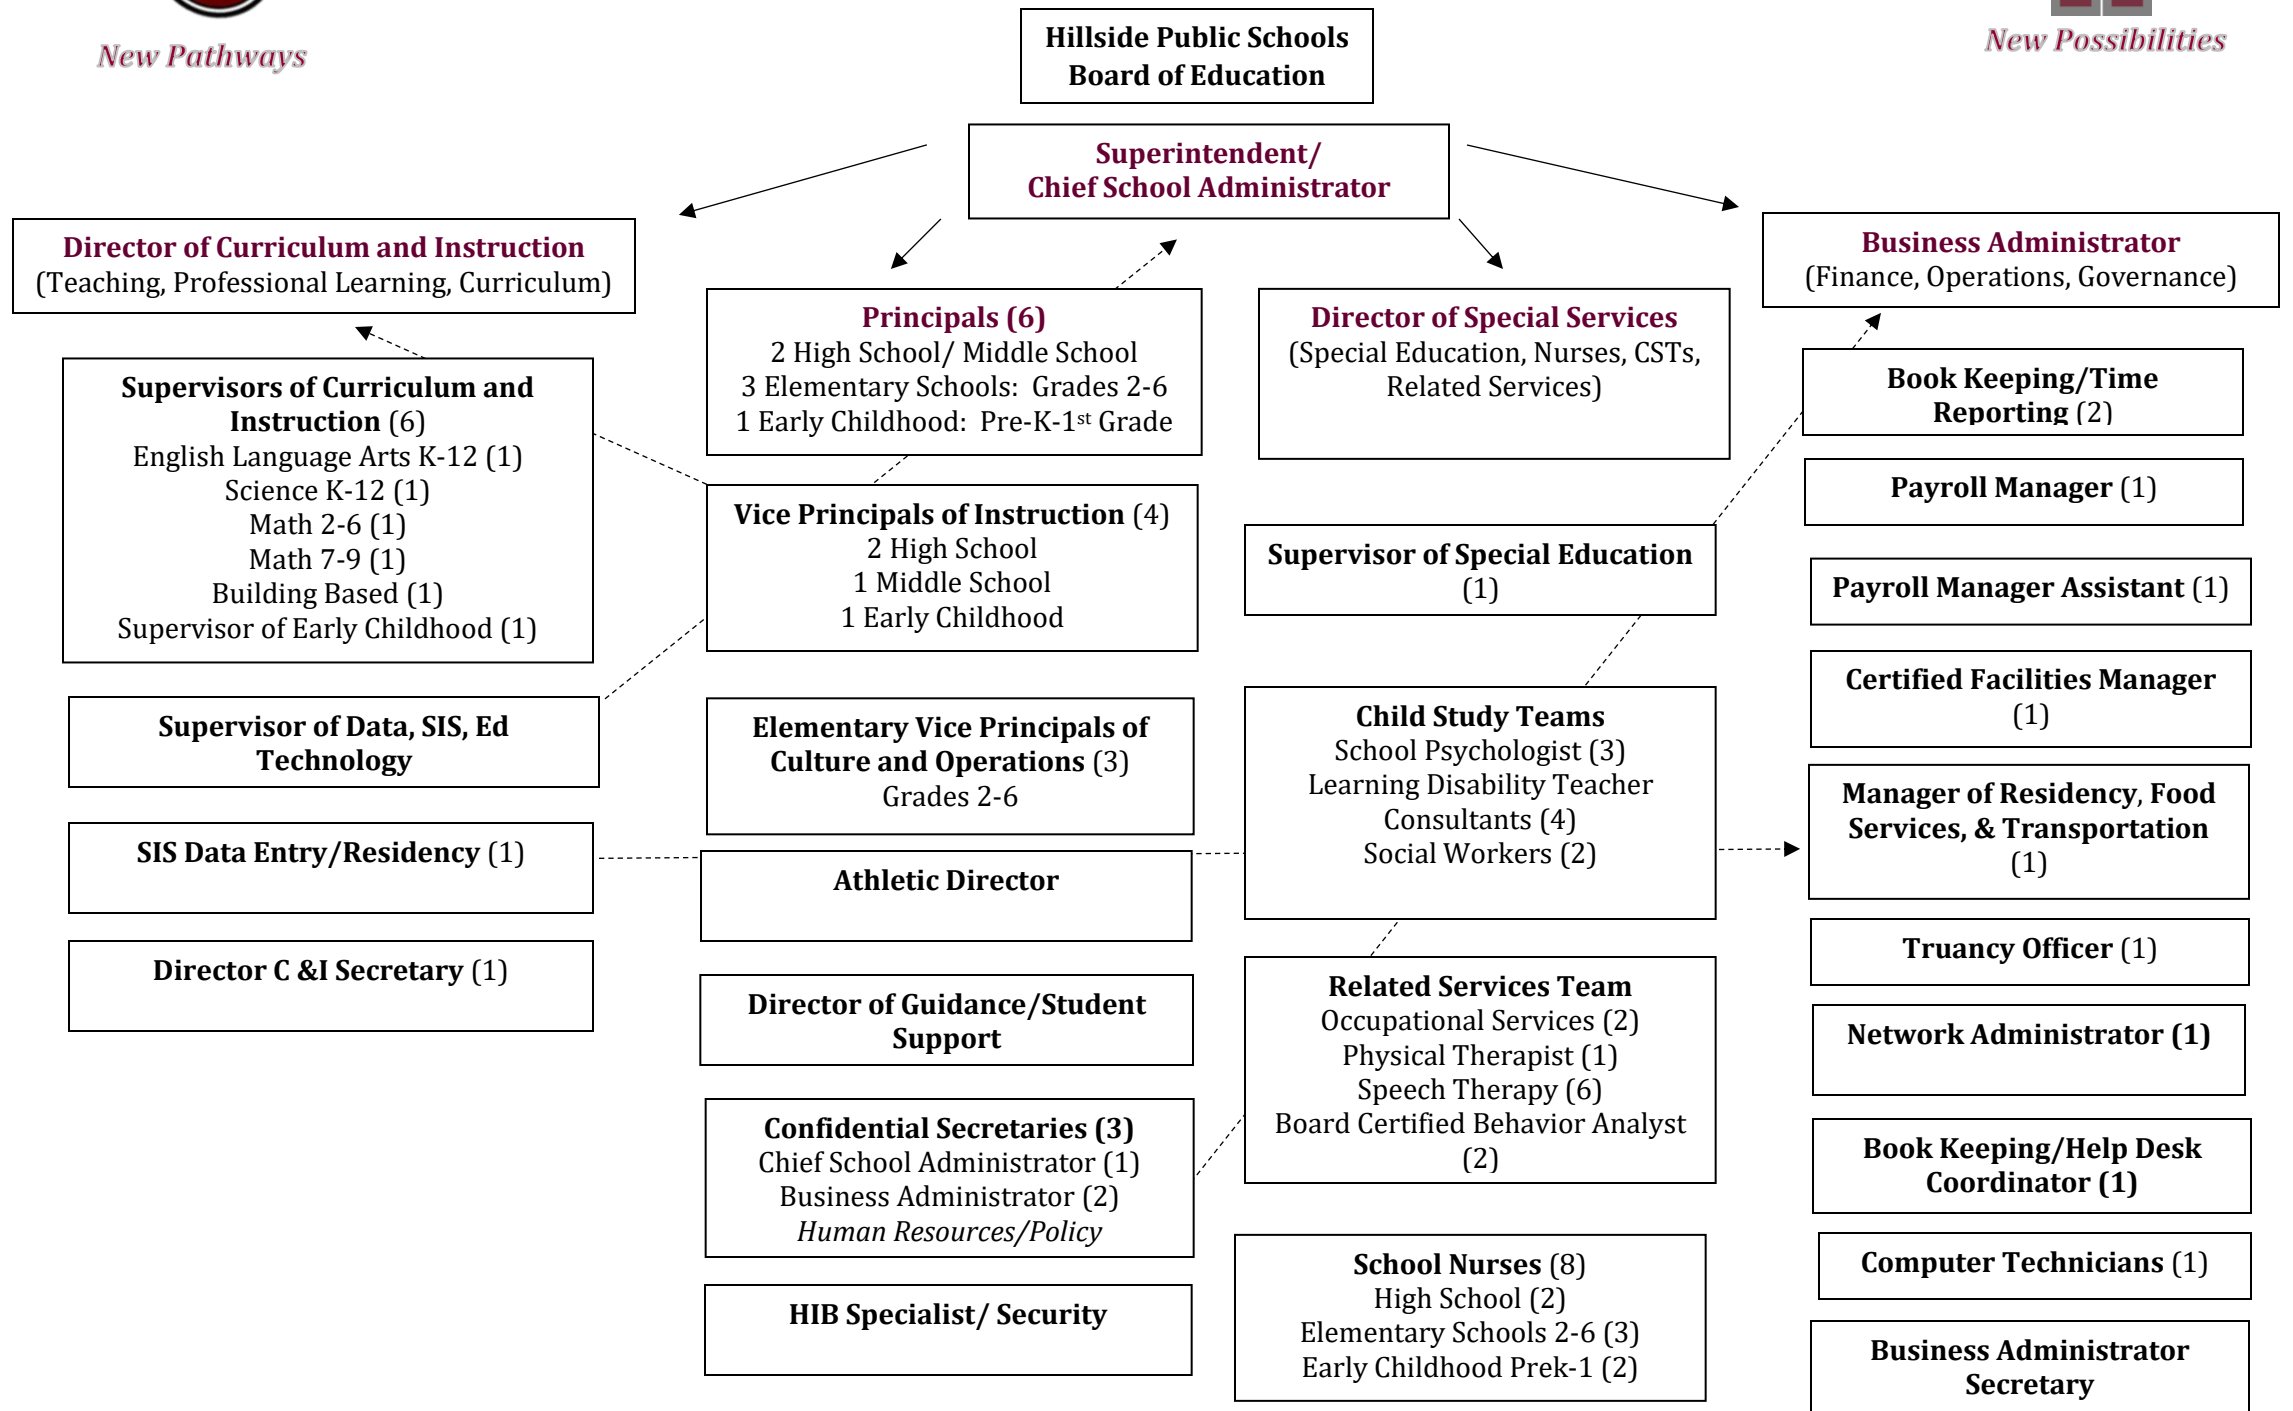 New Pathways
New Possibilities
Hillside Public Schools
Board of Education
Superintendent/
Chief School Administrator
Director of Curriculum and Instruction
(Teaching, Professional Learning, Curriculum)
Supervisors of Curriculum and
Instruction (6)
English Language Arts K-12 (1)
Science K-12 (1)
Math 2-6 (1)
Math 7-9 (1)
Building Based (1)
Supervisor of Early Childhood (1)
Supervisor of Data, SIS, Ed
Technology
SIS Data Entry/Residency (1)
Director C &I Secretary (1)
Principals (6)
2 High School/ Middle School
3 Elementary Schools: Grades 2-6
1 Early Childhood: Pre-K-1st Grade
Vice Principals of Instruction (4)
2 High School
1 Middle School
1 Early Childhood
Elementary Vice Principals of
Culture and Operations (3)
Grades 2-6
Athletic Director
Director of Guidance/Student
Support
Confidential Secretaries (3)
Chief School Administrator (1)
Business Administrator (2)
Human Resources/Policy
HIB Specialist/ Security
Director of Special Services
(Special Education, Nurses, CSTs,
Related Services)
Supervisor of Special Education
(1)
Child Study Teams
School Psychologist (3)
Learning Disability Teacher
Consultants (4)
Social Workers (2)
Related Services Team
Occupational Services (2)
Physical Therapist (1)
Speech Therapy (6)
Board Certified Behavior Analyst
(2)
School Nurses (8)
High School (2)
Elementary Schools 2-6 (3)
Early Childhood Prek-1 (2)
Business Administrator
(Finance, Operations, Governance)
Book Keeping/Time
Reporting (2)
Payroll Manager (1)
Payroll Manager Assistant (1)
Certified Facilities Manager
(1)
Manager of Residency, Food
Services, & Transportation
(1)
Truancy Officer (1)
Network Administrator (1)
Book Keeping/Help Desk
Coordinator (1)
Computer Technicians (1)
Business Administrator
Secretary